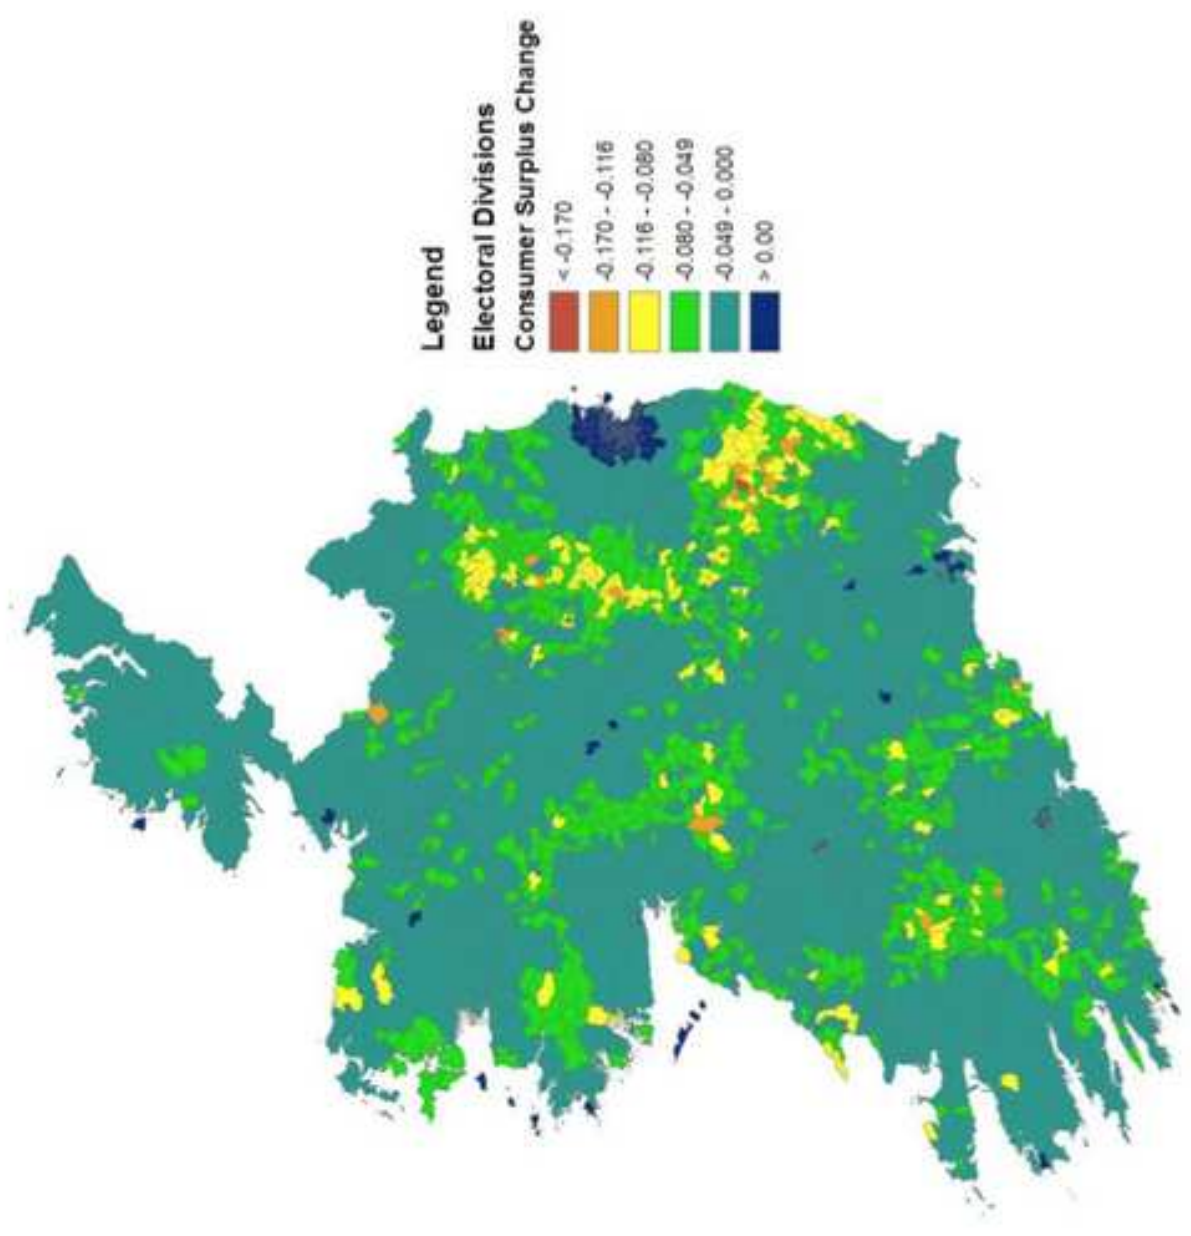 Legend
Electoral Divisions
Consumer Surplus Change
< -0.170
-0.170 - -0.116
-0.116 - -0.080
-0.080 - -0.049
-0.049 - 0.000
> 0.00